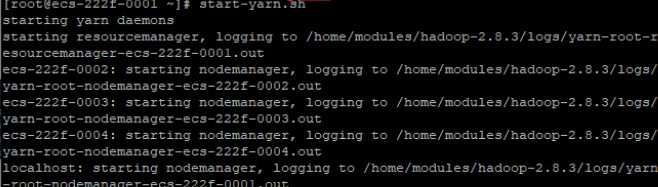 [root@ecs-222f-0001 ~]# start-yarn.sh
starting yarn daemons
starting resourcemanager, logging to /home/modules/hadoop-2.8.3/logs/yarn-root-r
esourcemanager-ecs-222f-0001.out
ecs-222f-0002: starting nodemanager, logging to /home/modules/hadoop-2.8.3/logs/
yarn-root-nodemanager-ecs-222f-0002.out
ecs-222f-0003: starting nodemanager, logging to /home/modules/hadoop-2.8.3/logs/
yarn-root-nodemanager-ecs-222f-0003.out
ecs-222f-0004: starting nodemanager, logging to /home/modules/hadoop-2.8.3/logs/
yarn-root-nodemanager-ecs-222f-0004.out
localhost: starting nodemanager, logging to /home/modules/hadoop-2.8.3/logs/yarn
-root-nodemanager-ecs-222f-0001.out